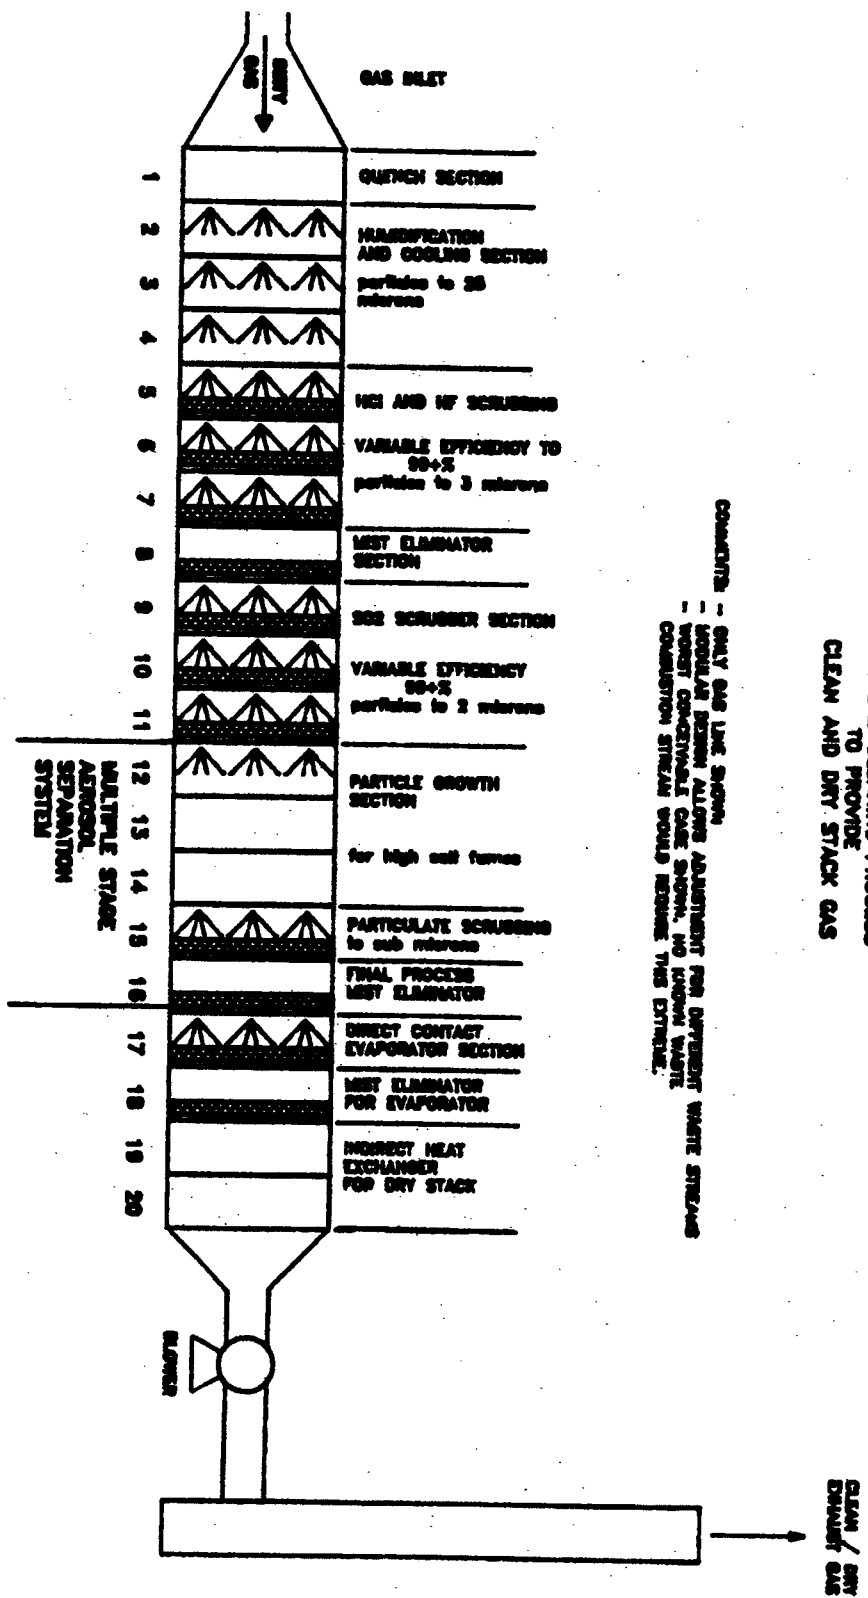 TO PROVIDE
CLEAN AND DRY STACK GAS
COMMENTS: - ONLY GAS LINE SHOWN
- MODULAR DESIGN ALLOWS ADJUSTMENT FOR DIFFERENT WASTE STREAMS
- WORST CONCEIVABLE CASE SHOWN. NO KNOWN WASTE
COMBUSTION STREAM WOULD REQUIRE THIS EXTREME.
DIRTY
GAS
GAS INLET
1
QUENCH SECTION
2
HUMIDIFICATION
AND COOLING SECTION
3
particles to 25
microns
4
5
HCl AND HF SCRUBBING
6
VARIABLE EFFICIENCY TO
99+%
particles to 3 microns
7
8
MIST ELIMINATOR
SECTION
9
SO2 SCRUBBER SECTION
10
VARIABLE EFFICIENCY
particles to 2 microns
11
MULTIPLE STAGE
AEROSOL
SEPARATION
SYSTEM
12
PARTICLE GROWTH
SECTION
13
for high salt fumes
14
15
PARTICULATE SCRUBBING
to sub microns
16
FINAL PROCESS
MIST ELIMINATOR
17
DIRECT CONTACT
EVAPORATOR SECTION
18
MIST ELIMINATOR
FOR EVAPORATOR
19
INDIRECT HEAT
EXCHANGER
FOR DRY STACK
20
BLOWER
CLEAN / DRY
EXHAUST GAS